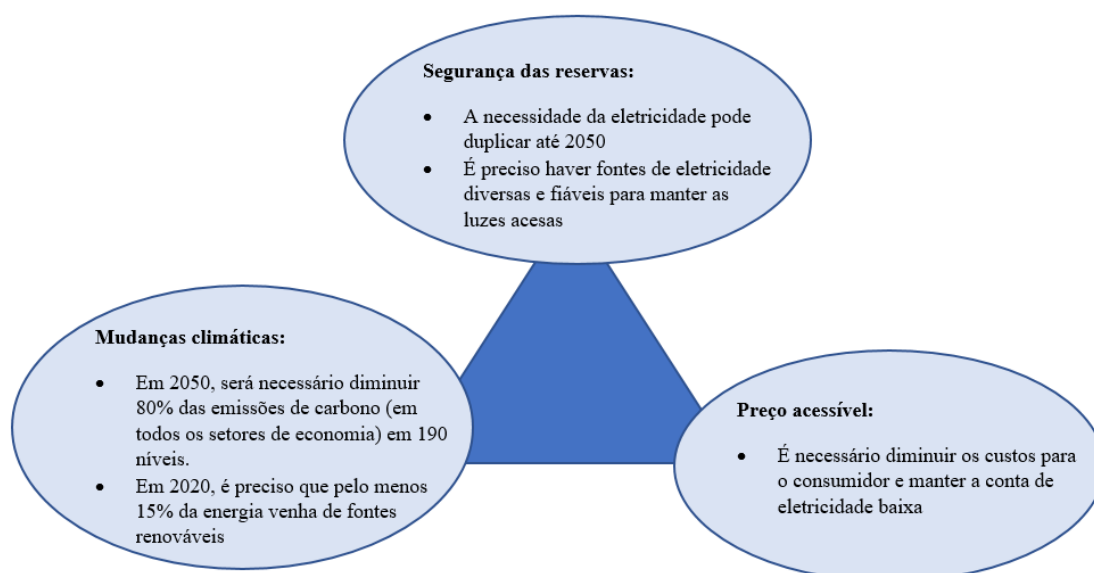 Segurança das reservas:
• A necessidade da eletricidade pode
duplicar até 2050
• É preciso haver fontes de eletricidade
diversas e fiáveis para manter as
luzes acesas
Mudanças climáticas:
• Em 2050, será necessário diminuir
80% das emissões de carbono (em
todos os setores de economia) em 190
níveis.
• Em 2020, é preciso que pelo menos
15% da energia venha de fontes
renováveis
Preço acessível:
• É necessário diminuir os custos para
o consumidor e manter a conta de
eletricidade baixa